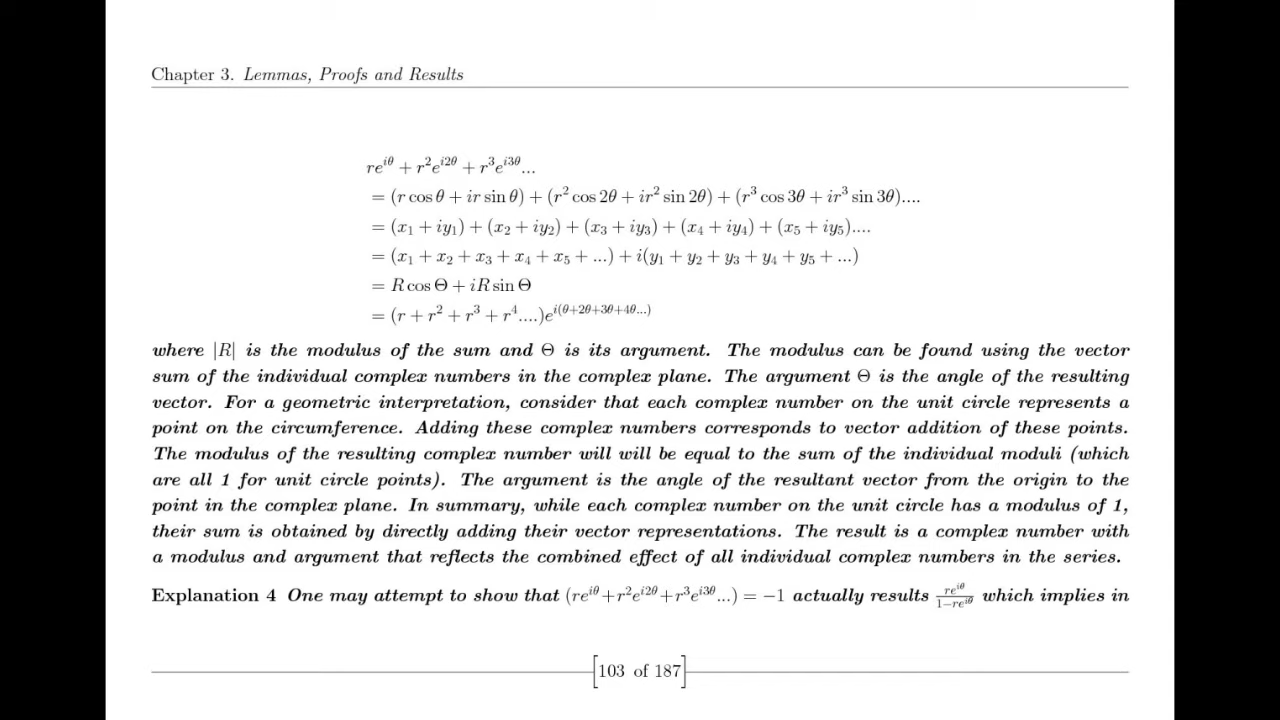 Chapter 3. Lemmas, Proofs and Results
re^{iθ} + r^2e^{i2θ} + r^3e^{i3θ}...
= (r cos θ + ir sin θ) + (r^2 cos 2θ + ir^2 sin 2θ) + (r^3 cos 3θ + ir^3 sin 3θ)....
= (x_1 + iy_1) + (x_2 + iy_2) + (x_3 + iy_3) + (x_4 + iy_4) + (x_5 + iy_5)....
= (x_1 + x_2 + x_3 + x_4 + x_5 + ...) + i(y_1 + y_2 + y_3 + y_4 + y_5 + ...)
= R cos Θ + iR sin Θ
= (r + r^2 + r^3 + r^4....)e^{i(θ+2θ+3θ+4θ...)}
where |R| is the modulus of the sum and Θ is its argument. The modulus can be found using the vector
sum of the individual complex numbers in the complex plane. The argument Θ is the angle of the resulting
vector. For a geometric interpretation, consider that each complex number on the unit circle represents a
point on the circumference. Adding these complex numbers corresponds to vector addition of these points.
The modulus of the resulting complex number will will be equal to the sum of the individual moduli (which
are all 1 for unit circle points). The argument is the angle of the resultant vector from the origin to the
point in the complex plane. In summary, while each complex number on the unit circle has a modulus of 1,
their sum is obtained by directly adding their vector representations. The result is a complex number with
a modulus and argument that reflects the combined effect of all individual complex numbers in the series.
Explanation 4 One may attempt to show that (re^{iθ}+r^2e^{i2θ}+r^3e^{i3θ}...) = −1 actually results \frac{re^{iθ}}{1−re^{iθ}} which implies in
103 of 187